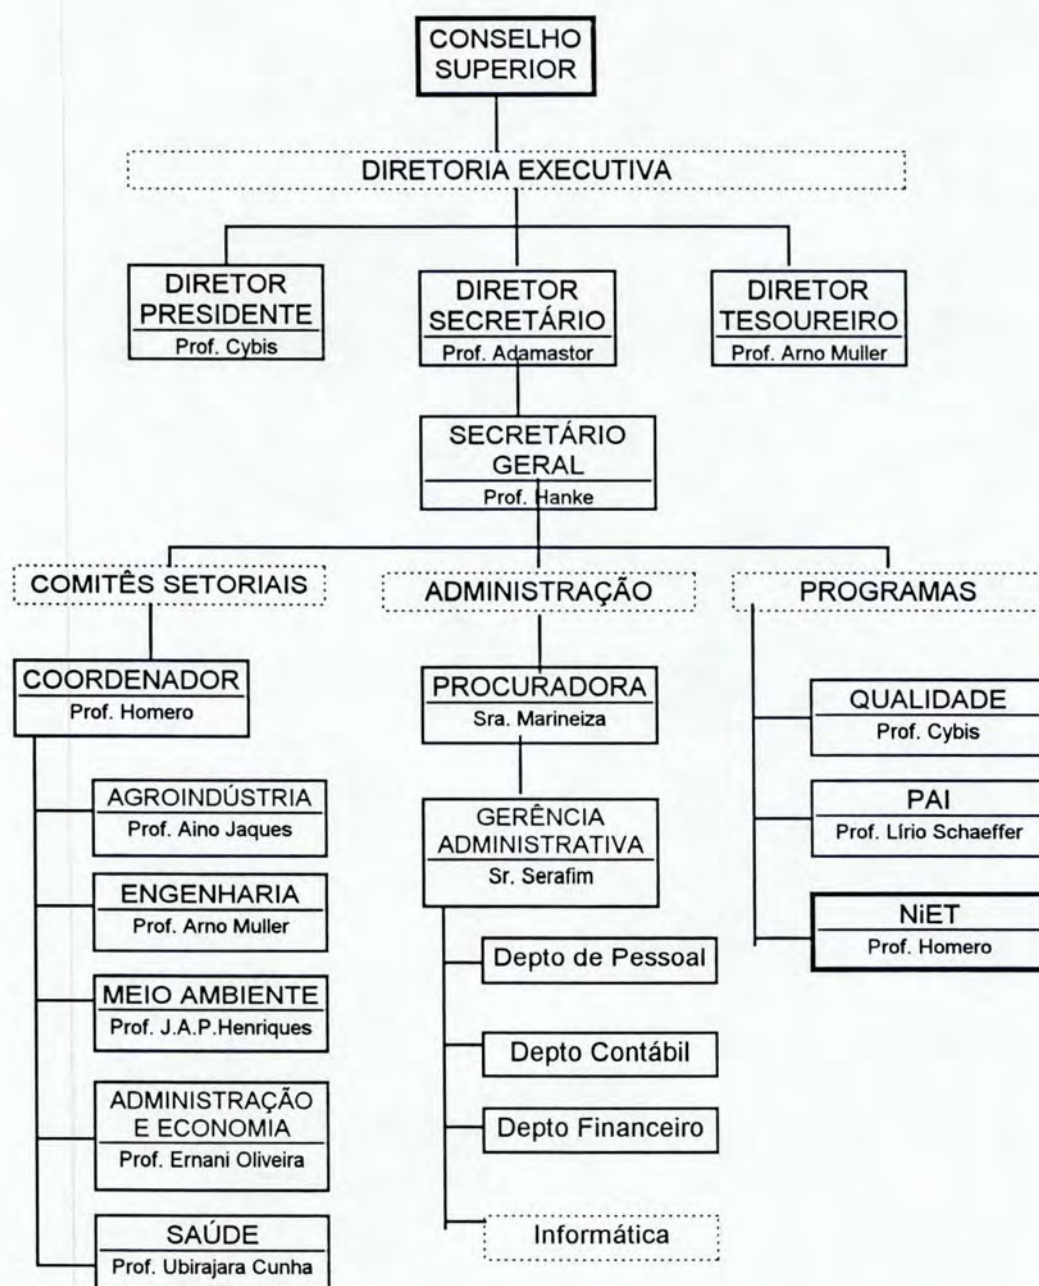 CONSELHO
SUPERIOR
DIRETORIA EXECUTIVA
DIRETOR
PRESIDENTE
Prof. Cybis
DIRETOR
SECRETÁRIO
Prof. Adamastor
DIRETOR
TESOUREIRO
Prof. Arno Muller
SECRETÁRIO
GERAL
Prof. Hanke
COMITÊS SETORIAIS
COORDENADOR
Prof. Homero
AGROINDÚSTRIA
Prof. Aino Jaques
ENGENHARIA
Prof. Arno Muller
MEIO AMBIENTE
Prof. J.A.P.Henriques
ADMINISTRAÇÃO
E ECONOMIA
Prof. Ernani Oliveira
SAÚDE
Prof. Ubirajara Cunha
ADMINISTRAÇÃO
PROCURADORA
Sra. Marineiza
GERÊNCIA
ADMINISTRATIVA
Sr. Serafim
Depto de Pessoal
Depto Contábil
Depto Financeiro
Informática
PROGRAMAS
QUALIDADE
Prof. Cybis
PAI
Prof. Lírio Schaeffer
NiET
Prof. Homero